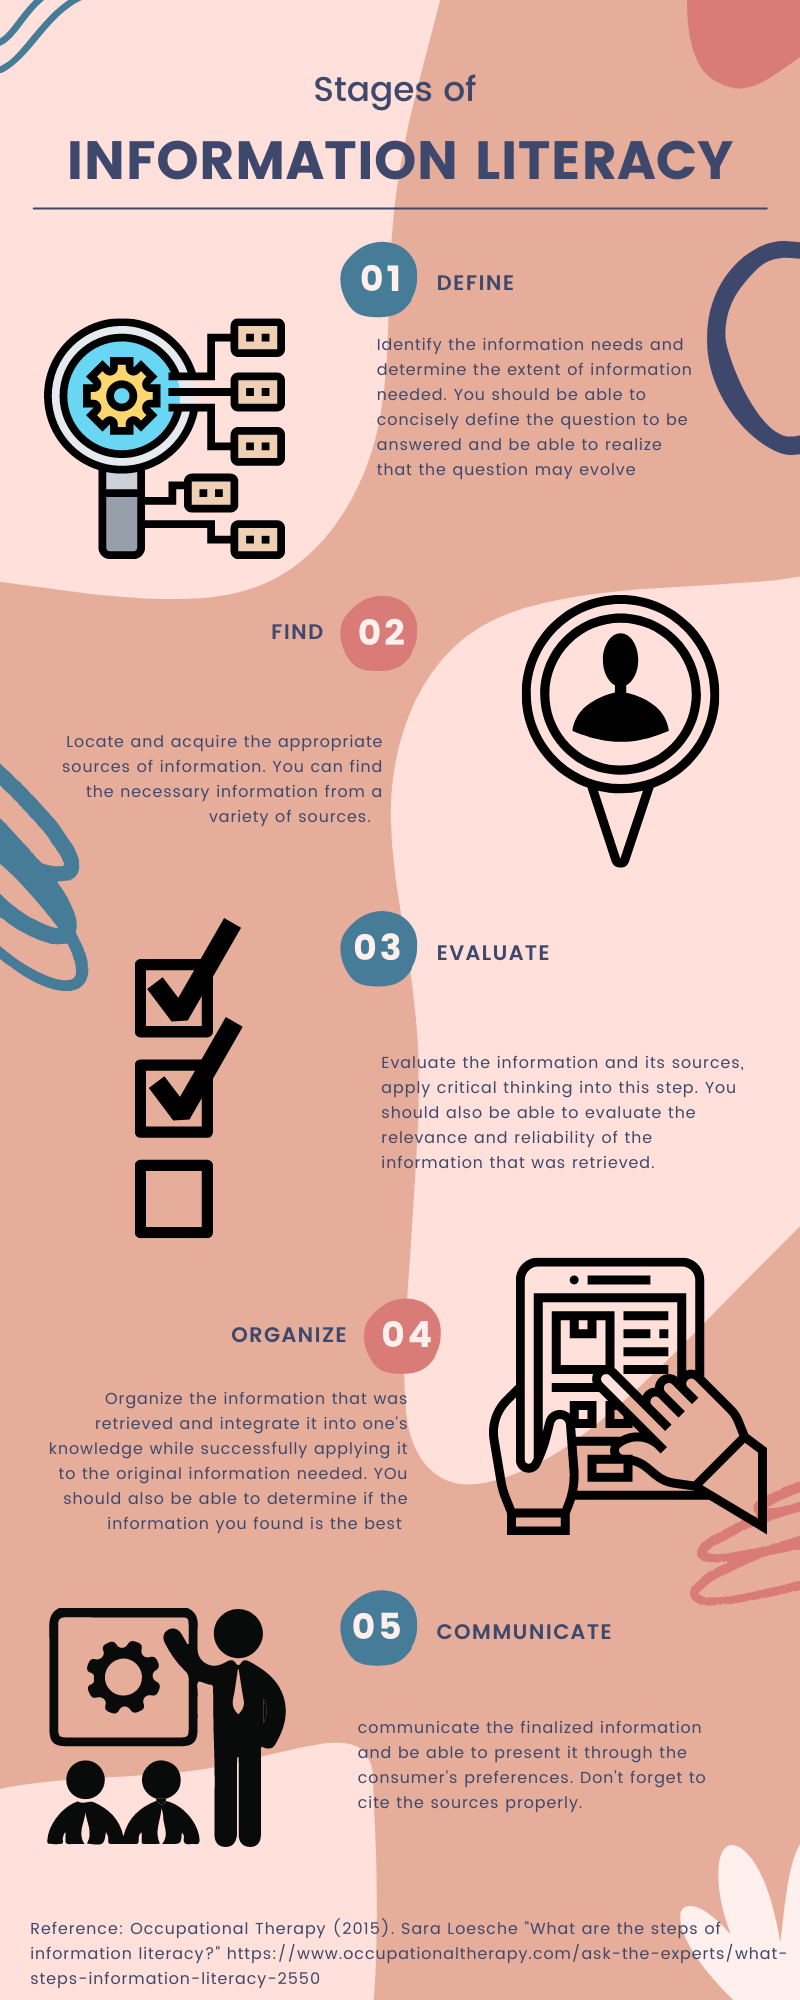 Stages of
INFORMATION LITERACY
01
DEFINE
Identify the information needs and
determine the extent of information
needed. You should be able to
concisely define the question to be
answered and be able to realize
that the question may evolve
FIND
02
Locate and acquire the appropriate
sources of information. You can find
the necessary information from a
variety of sources.
03
EVALUATE
Evaluate the information and its sources,
apply critical thinking into this step. You
should also be able to evaluate the
relevance and reliability of the
information that was retrieved.
ORGANIZE
04
Organize the information that was
retrieved and integrate it into one's
knowledge while successfully applying it
to the original information needed. YOu
should also be able to determine if the
information you found is the best
05
COMMUNICATE
communicate the finalized information
and be able to present it through the
consumer's preferences. Don't forget to
cite the sources properly.
Reference: Occupational Therapy (2015). Sara Loesche "What are the steps of
information literacy?" https://www.occupationaltherapy.com/ask-the-experts/what-
steps-information-literacy-2550